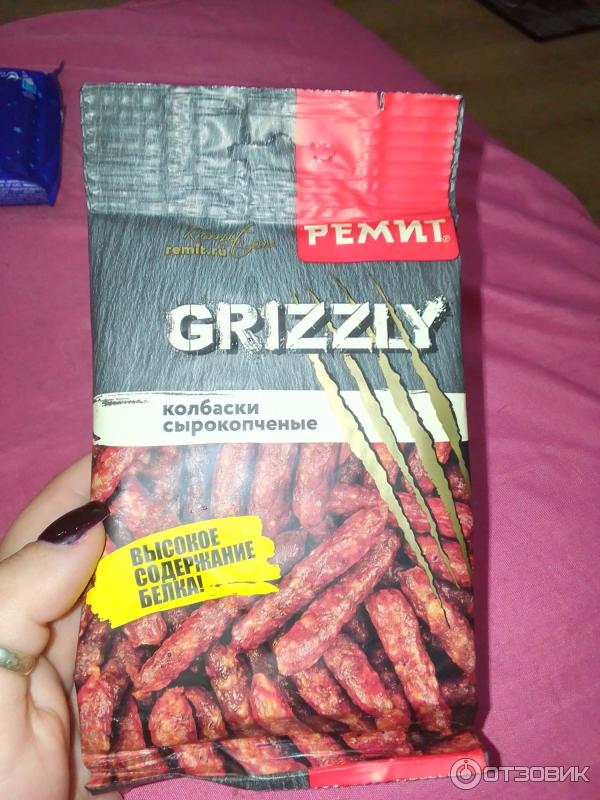 РЕМИТ®
remit.ru
GRIZZLY
колбаски
сырокопченые
ВЫСОКОЕ
СОДЕРЖАНИЕ
БЕЛКА!
ОТЗОВИК